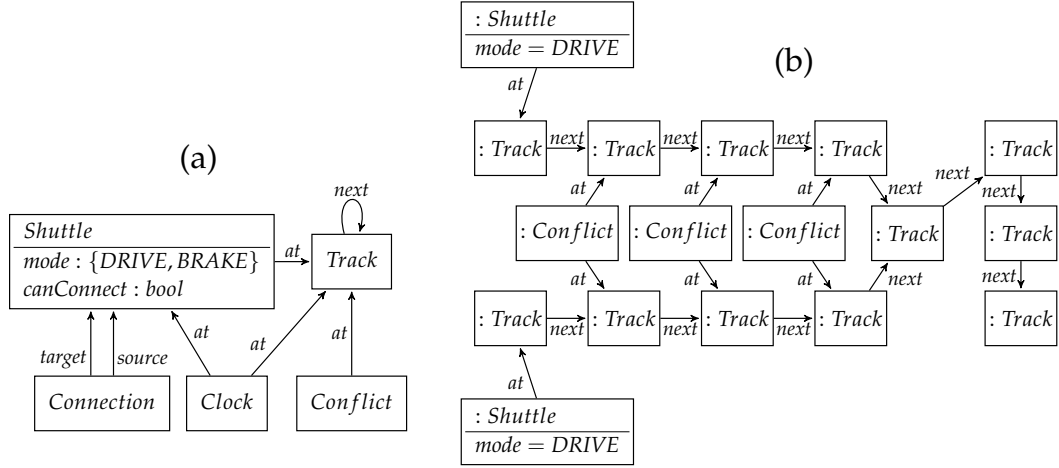 (a)
next
Shuttle
mode : {DRIVE, BRAKE}
canConnect : bool
at
Track
target
source
at
at
at
Connection
Clock
Conflict
(b)
: Shuttle
mode = DRIVE
at
: Track
next
: Track
next
: Track
next
: Track
: Track
at
at
at
next
next
next
: Conflict
: Conflict
: Conflict
: Track
: Track
at
at
at
next
next
: Track
next
: Track
next
: Track
next
: Track
: Track
at
: Shuttle
mode = DRIVE